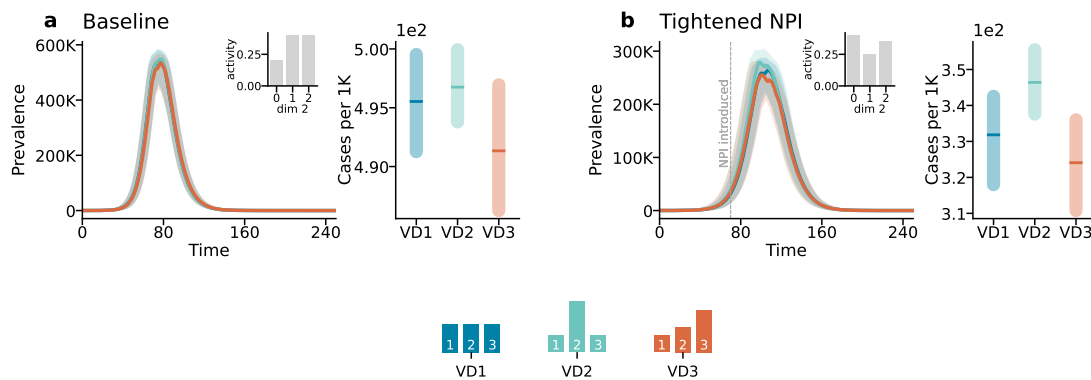 a Baseline
600K
400K
200K
0
Prevalence
0 80 160 240
Time
activity
0.25
0.00
0 1 2
dim 2
5e2
5.00
4.95
4.90
Cases per 1K
VD1 VD2 VD3
b Tightened NPI
300K
200K
100K
0
Prevalence
NPI introduced
0 80 160
Time
activity
0.25
0.00
0 1 2
dim 2
1e2
3.5
3.4
3.3
3.2
3.1
Cases per 1K
VD1 VD2 VD3
1 2 3
VD1
1 2 3
VD2
1 2 3
VD3